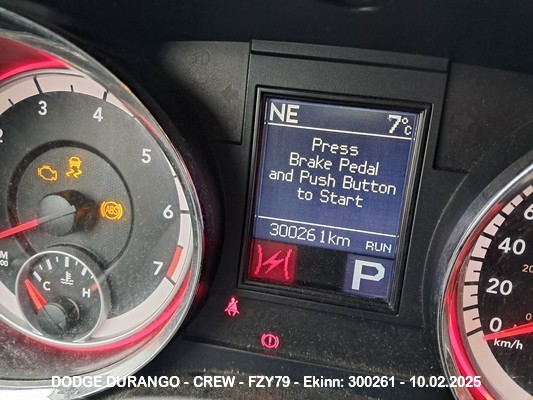 NE
7°C
Press
Brake Pedal
and Push Button
to Start
300261km RUN
P
3
4
5
6
7
ABS
C H
40
20
0
km/h
DODGE DURANGO - CREW - FZY79 - Ekinn: 300261 - 10.02.2025